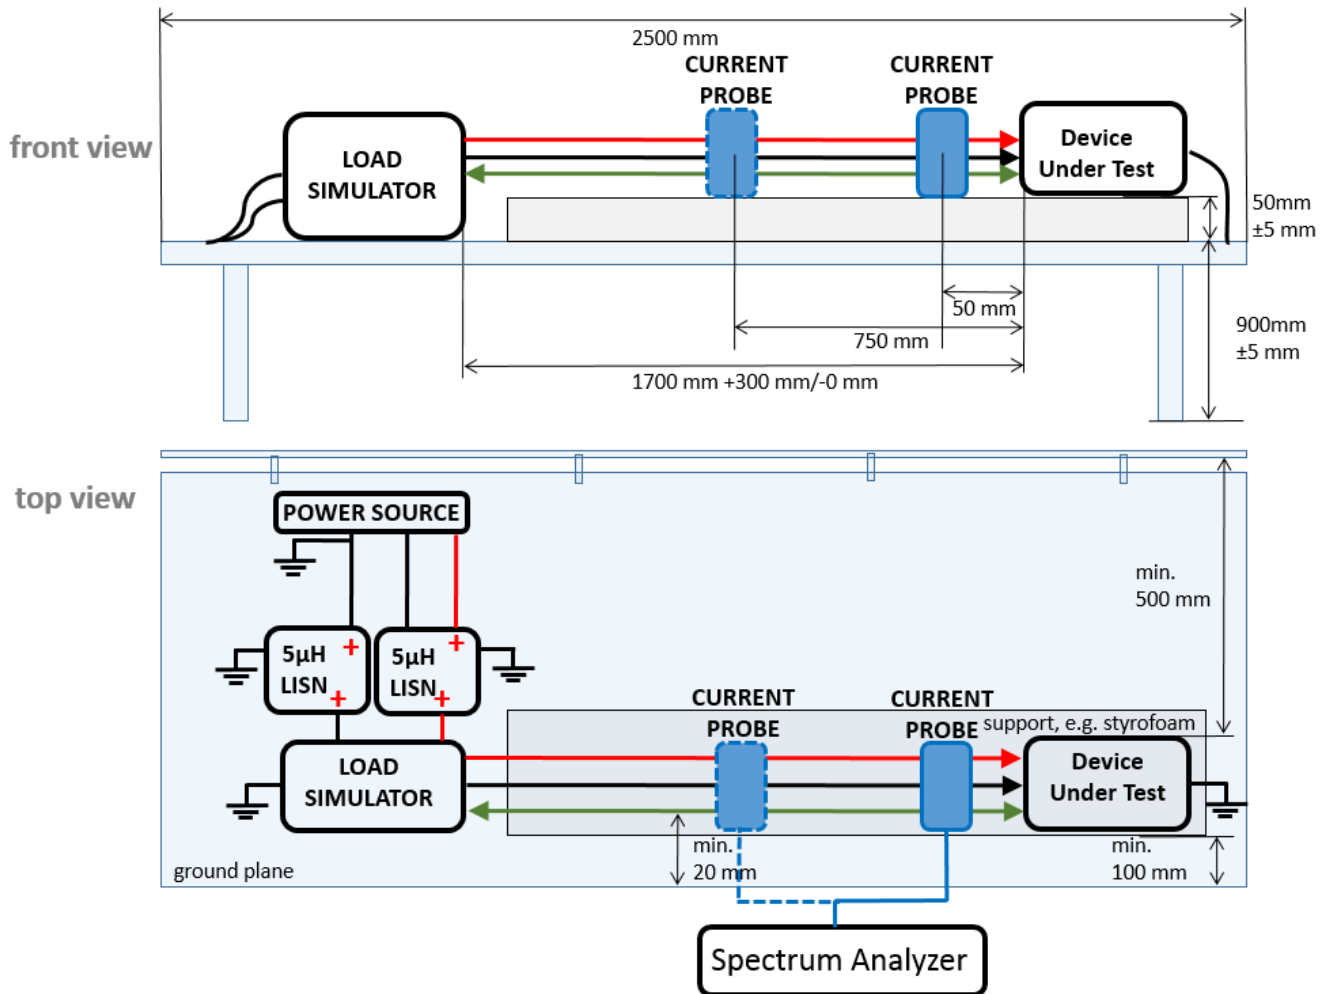 2500 mm
CURRENT
PROBE
CURRENT
PROBE
front view
LOAD
SIMULATOR
Device
Under Test
50mm
±5 mm
50 mm
900mm
±5 mm
750 mm
1700 mm +300 mm/-0 mm
top view
POWER SOURCE
min.
500 mm
+
+
5µH
LISN
+
5µH
LISN
+
CURRENT
PROBE
CURRENT
PROBE
support, e.g. styrofoam
LOAD
SIMULATOR
Device
Under Test
min.
20 mm
min.
100 mm
ground plane
Spectrum Analyzer